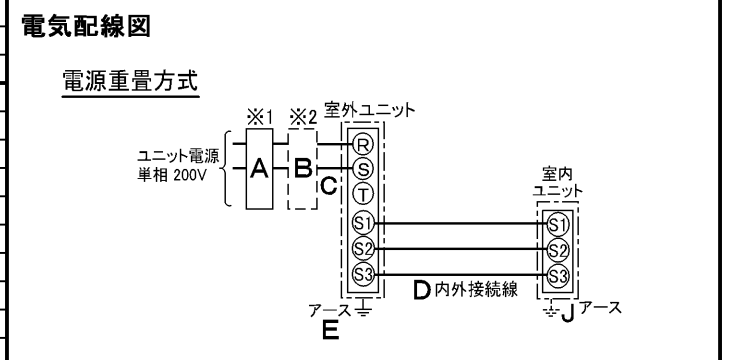 電気配線図
電源重畳方式
※1 ※2 室外ユニット
ユニット電源
単相 200V
A B C
R
S
T
S1
S2
S3
室内
ユニット
S1
S2
S3
D 内外接続線
アース
E
J アース